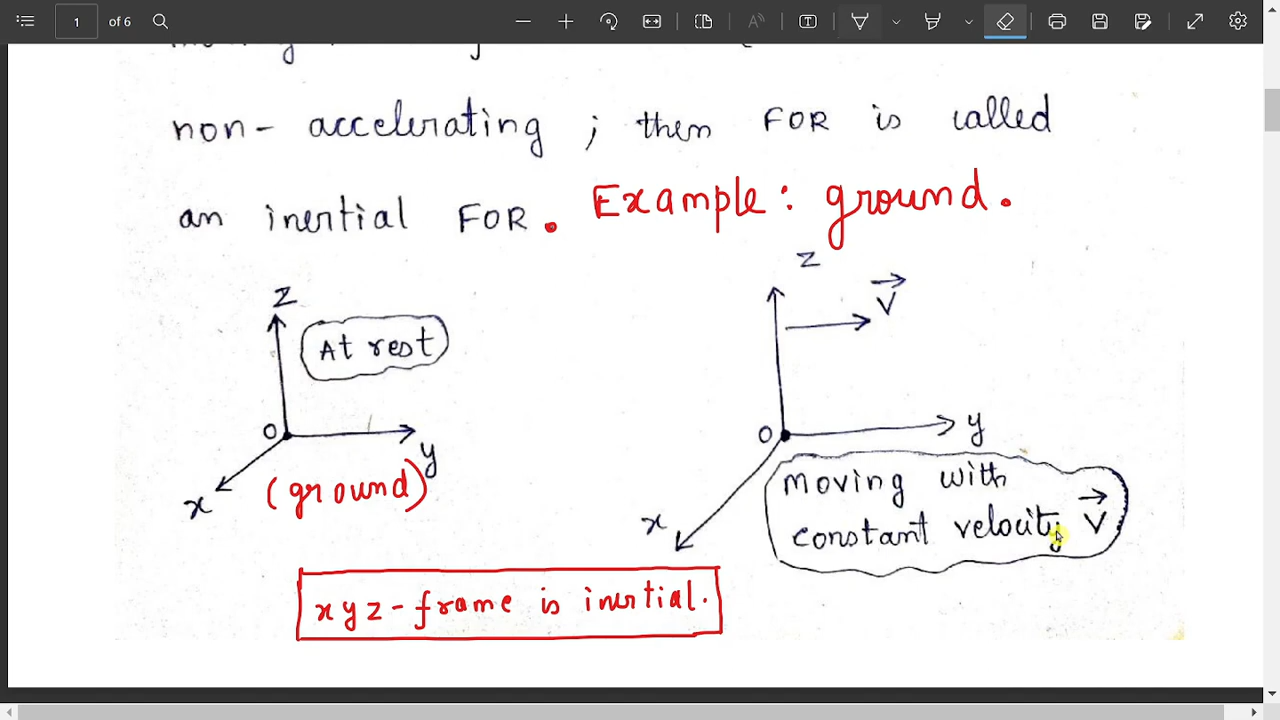 1 of 6
non- accelerating ; then FOR is called
an inertial FOR. Example: ground.
z
At rest
O
y
x
(ground)
z
V
O
y
x
moving with
constant velocity V
xyz-frame is inertial.